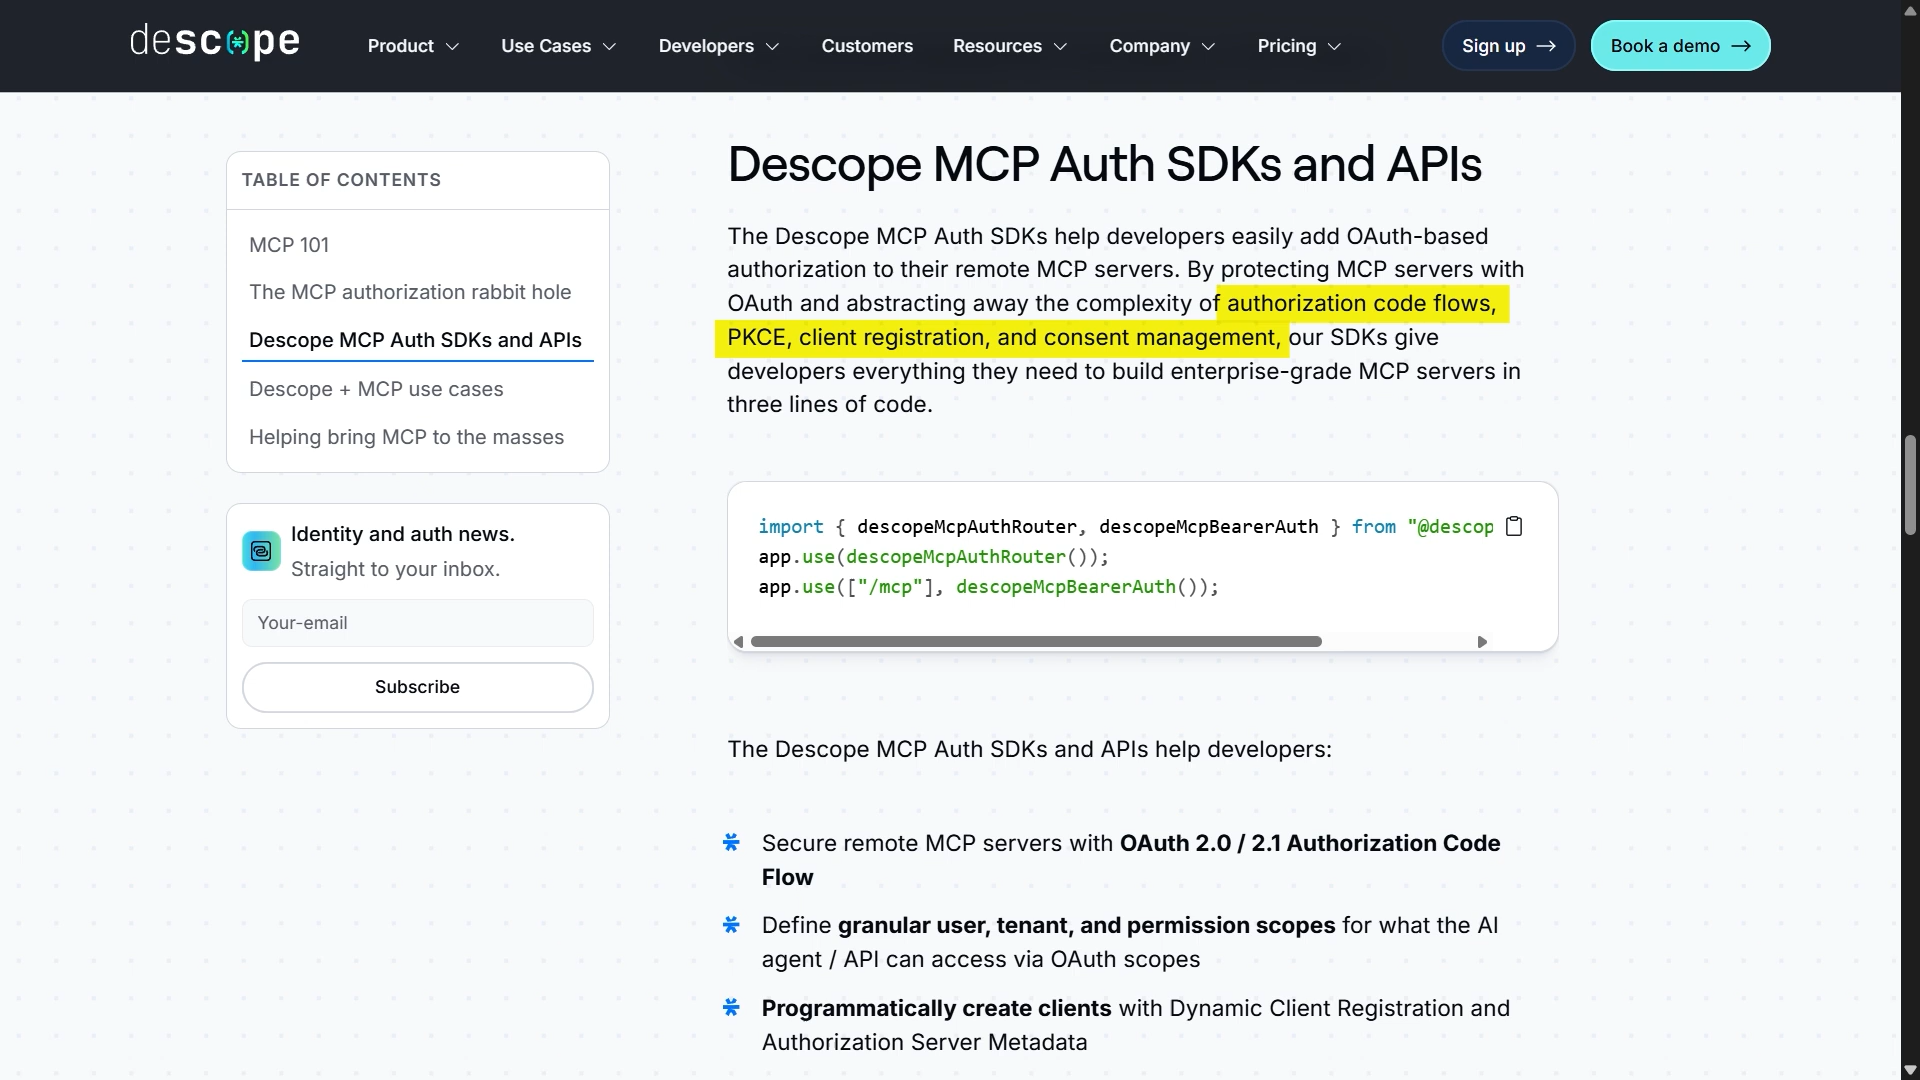 descope
Product
Use Cases
Developers
Customers
Resources
Company
Pricing
Sign up
Book a demo
TABLE OF CONTENTS
MCP 101
The MCP authorization rabbit hole
Descope MCP Auth SDKs and APIs
Descope + MCP use cases
Helping bring MCP to the masses
Identity and auth news.
Straight to your inbox.
Your-email
Subscribe
Descope MCP Auth SDKs and APIs
The Descope MCP Auth SDKs help developers easily add OAuth-based
authorization to their remote MCP servers. By protecting MCP servers with
OAuth and abstracting away the complexity of authorization code flows,
PKCE, client registration, and consent management, our SDKs give
developers everything they need to build enterprise-grade MCP servers in
three lines of code.
import { descopeMcpAuthRouter, descopeMcpBearerAuth } from "@descop
app.use(descopeMcpAuthRouter());
app.use(["/mcp"], descopeMcpBearerAuth());
The Descope MCP Auth SDKs and APIs help developers:
Secure remote MCP servers with OAuth 2.0 / 2.1 Authorization Code
Flow
Define granular user, tenant, and permission scopes for what the AI
agent / API can access via OAuth scopes
Programmatically create clients with Dynamic Client Registration and
Authorization Server Metadata